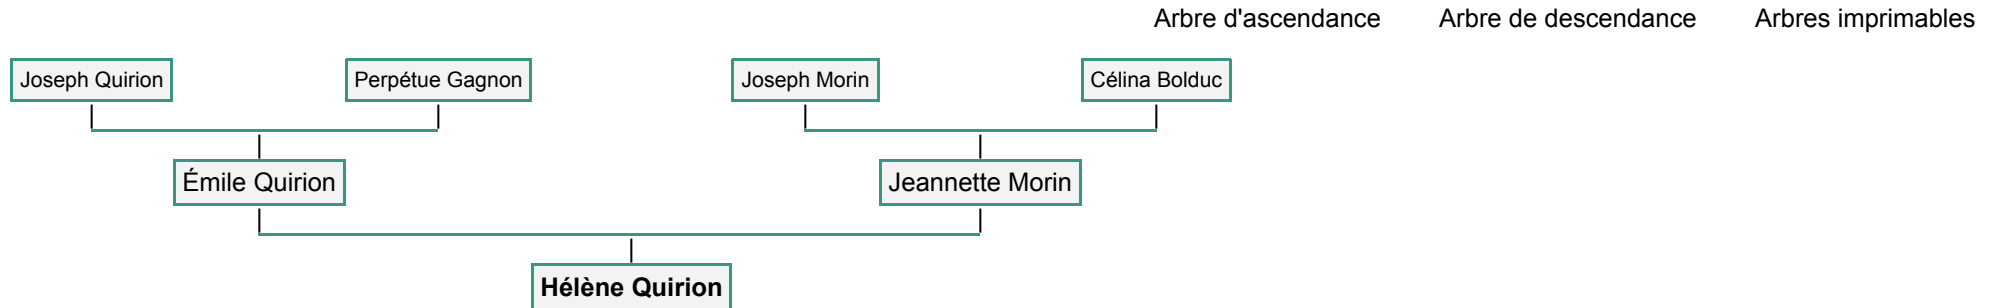 Arbre d'ascendance Arbre de descendance Arbres imprimables
Joseph Quirion Perpétue Gagnon Joseph Morin Célina Bolduc
Émile Quirion Jeannette Morin
Hélène Quirion